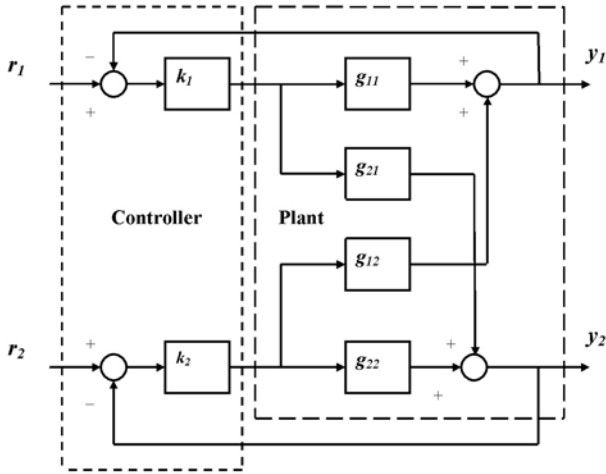 r1
−
+
k1
g11
+
+
y1
g21
Controller
Plant
g12
r2
+
−
k2
g22
+
+
y2